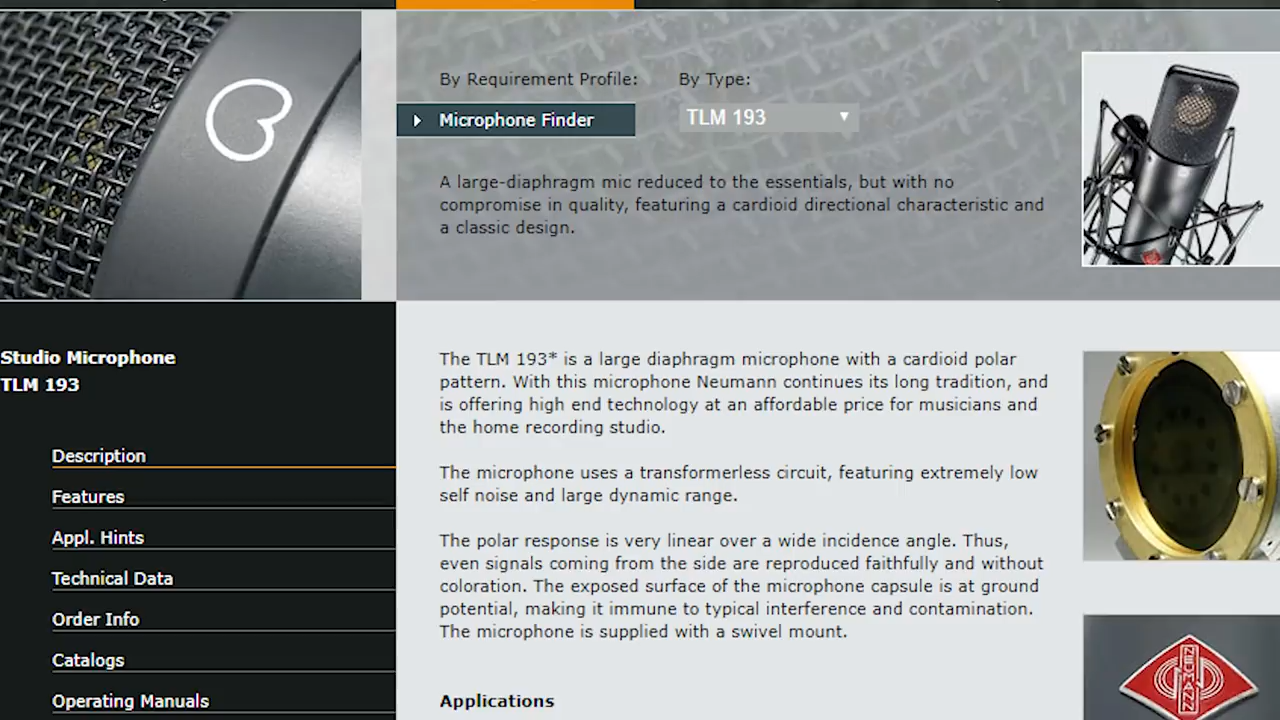 By Requirement Profile:
By Type:
Microphone Finder
TLM 193
A large-diaphragm mic reduced to the essentials, but with no
compromise in quality, featuring a cardioid directional characteristic and
a classic design.
Studio Microphone
TLM 193
Description
Features
Appl. Hints
Technical Data
Order Info
Catalogs
Operating Manuals
The TLM 193* is a large diaphragm microphone with a cardioid polar
pattern. With this microphone Neumann continues its long tradition, and
is offering high end technology at an affordable price for musicians and
the home recording studio.
The microphone uses a transformerless circuit, featuring extremely low
self noise and large dynamic range.
The polar response is very linear over a wide incidence angle. Thus,
even signals coming from the side are reproduced faithfully and without
coloration. The exposed surface of the microphone capsule is at ground
potential, making it immune to typical interference and contamination.
The microphone is supplied with a swivel mount.
Applications
NEUMANN